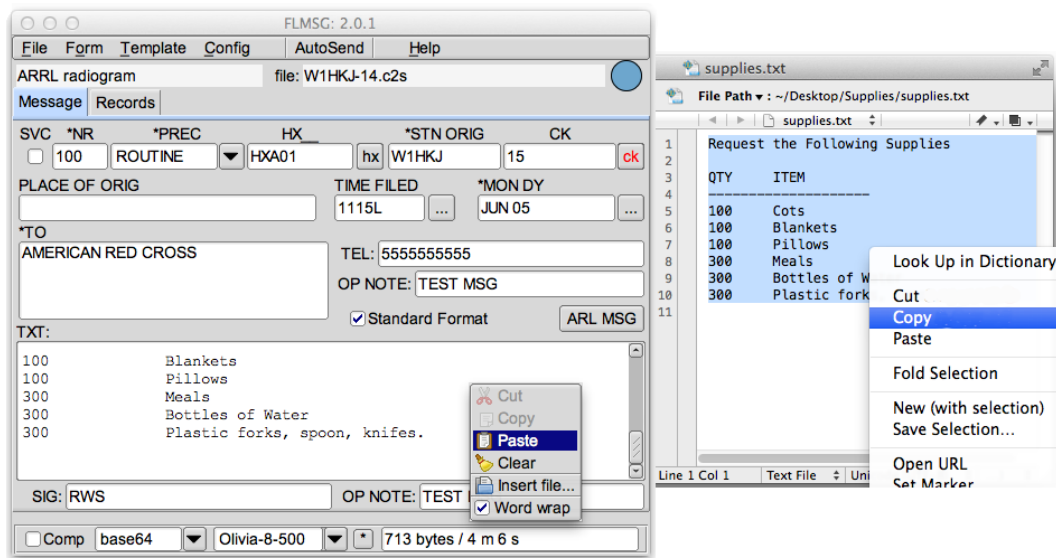 FLMSG: 2.0.1
File Form Template Config AutoSend Help
ARRL radiogram file: W1HKJ-14.c2s
Message Records
SVC *NR *PREC HX__ *STN ORIG CK
100 ROUTINE HXA01 hx W1HKJ 15 ck
PLACE OF ORIG TIME FILED *MON DY
1115L ... JUN 05 ...
*TO
AMERICAN RED CROSS
TEL: 5555555555
OP NOTE: TEST MSG
Standard Format ARL MSG
TXT:
100 Blankets
100 Pillows
300 Meals
300 Bottles of Water
300 Plastic forks, spoon, knifes.
Cut
Copy
Paste
Clear
Insert file...
Word wrap
SIG: RWS OP NOTE: TEST
Comp base64 Olivia-8-500 * 713 bytes / 4 m 6 s
supplies.txt
File Path : ~/Desktop/Supplies/supplies.txt
supplies.txt
1 Request the Following Supplies
2
3 QTY ITEM
4 ---------------------
5 100 Cots
6 100 Blankets
7 100 Pillows
8 300 Meals
9 300 Bottles of W
10 300 Plastic fork
11
Look Up in Dictionary
Cut
Copy
Paste
Fold Selection
New (with selection)
Save Selection...
Open URL
Set Marker
Line 1 Col 1 Text File Uni